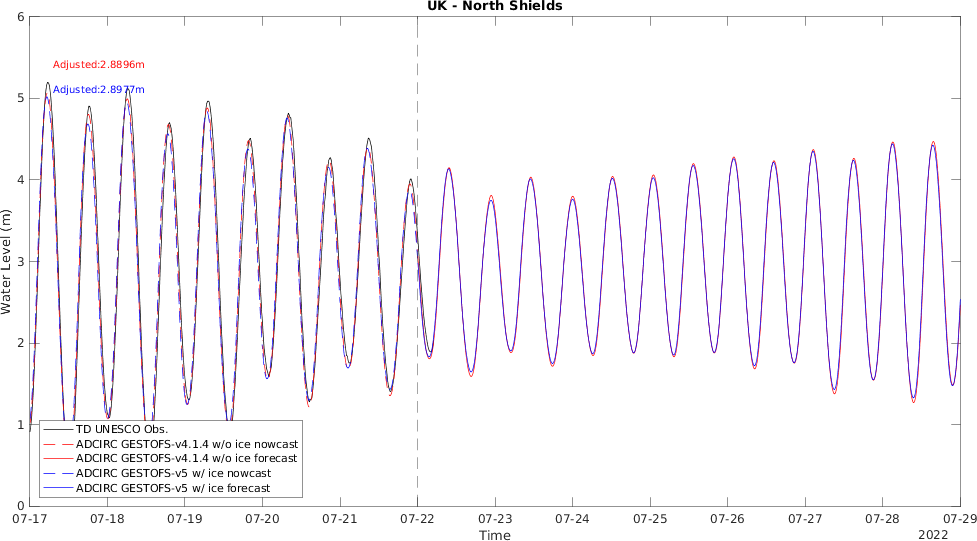 UK - North Shields
6
Adjusted:2.8896m
Adjusted:2.8977m
5
4
3
2
1
0
Water Level (m)
TD UNESCO Obs.
ADCIRC GESTOFS-v4.1.4 w/o ice nowcast
ADCIRC GESTOFS-v4.1.4 w/o ice forecast
ADCIRC GESTOFS-v5 w/ ice nowcast
ADCIRC GESTOFS-v5 w/ ice forecast
07-17 07-18 07-19 07-20 07-21 07-22 07-23 07-24 07-25 07-26 07-27 07-28 07-29
Time
2022